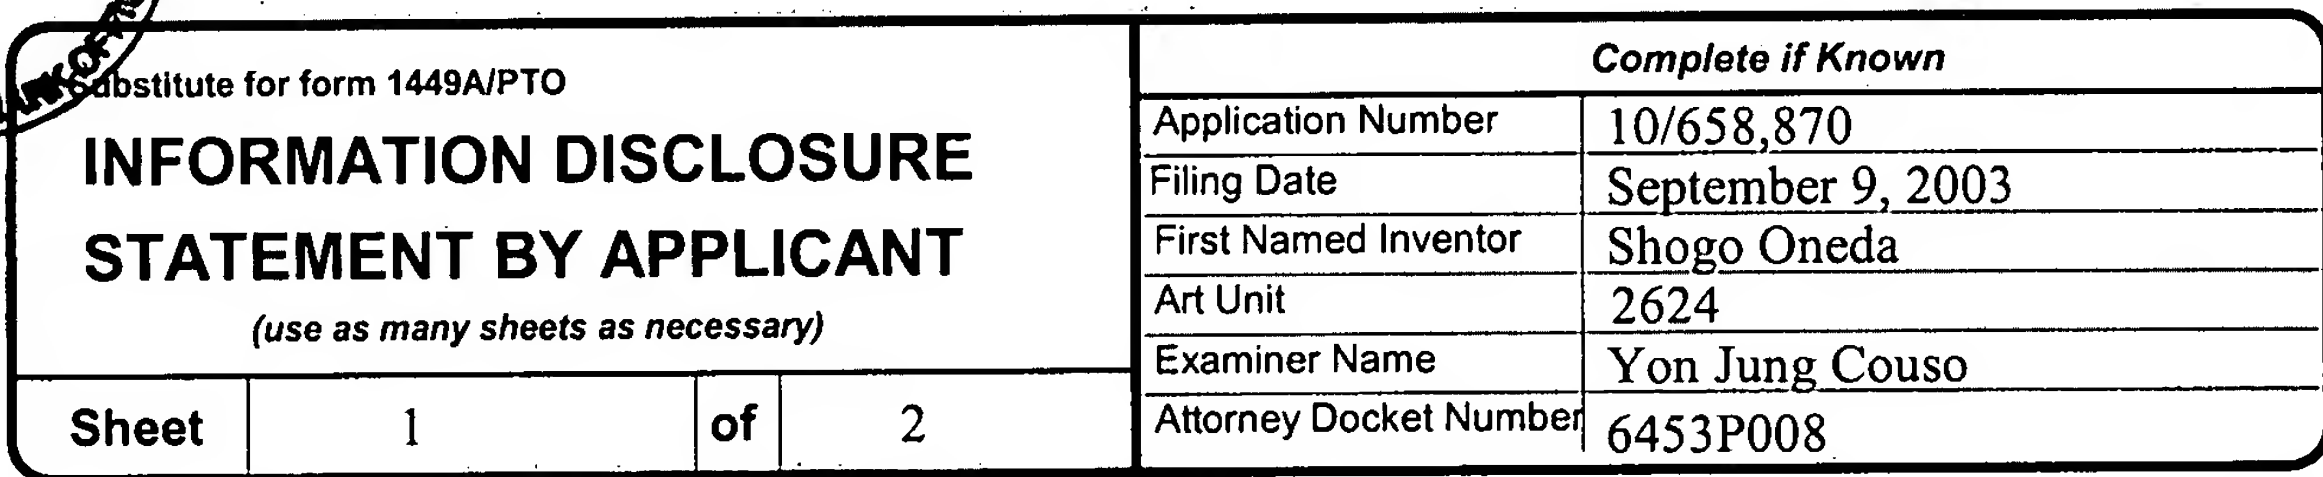 Substitute for form 1449A/PTO
INFORMATION DISCLOSURE
STATEMENT BY APPLICANT
(use as many sheets as necessary)
Sheet 1 of 2
Complete if Known
Application Number 10/658,870
Filing Date September 9, 2003
First Named Inventor Shogo Oneda
Art Unit 2624
Examiner Name Yon Jung Couso
Attorney Docket Number 6453P008